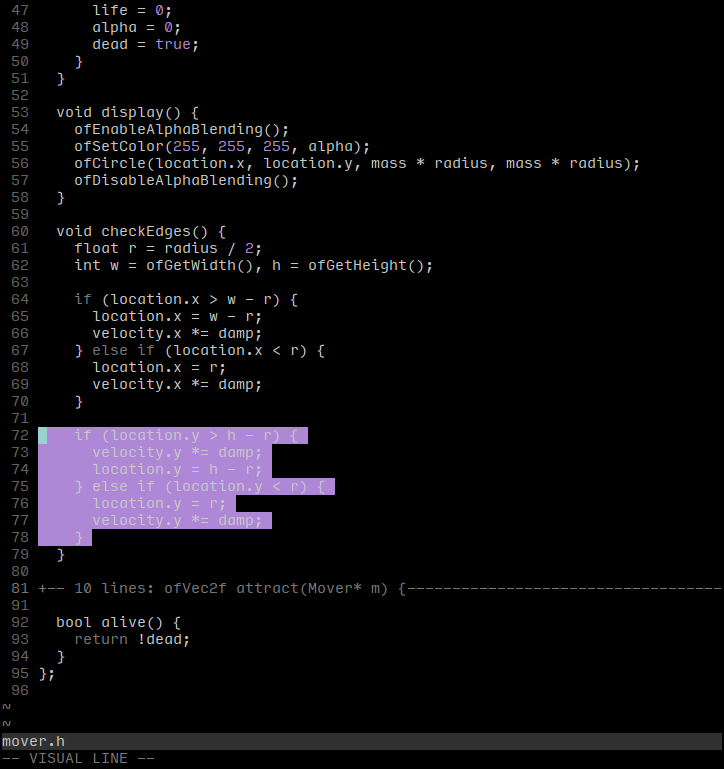 47       life = 0;
48       alpha = 0;
49       dead = true;
50     }
51   }
52
53   void display() {
54     ofEnableAlphaBlending();
55     ofSetColor(255, 255, 255, alpha);
56     ofCircle(location.x, location.y, mass * radius, mass * radius);
57     ofDisableAlphaBlending();
58   }
59
60   void checkEdges() {
61     float r = radius / 2;
62     int w = ofGetWidth(), h = ofGetHeight();
63
64     if (location.x > w - r) {
65       location.x = w - r;
66       velocity.x *= damp;
67     } else if (location.x < r) {
68       location.x = r;
69       velocity.x *= damp;
70     }
71
72     if (location.y > h - r) {
73       velocity.y *= damp;
74       location.y = h - r;
75     } else if (location.y < r) {
76       location.y = r;
77       velocity.y *= damp;
78     }
79   }
80
81 +-- 10 lines: ofVec2f attract(Mover* m) {-----------------------------------
91
92   bool alive() {
93     return !dead;
94   }
95 };
96
~
~
mover.h
-- VISUAL LINE --